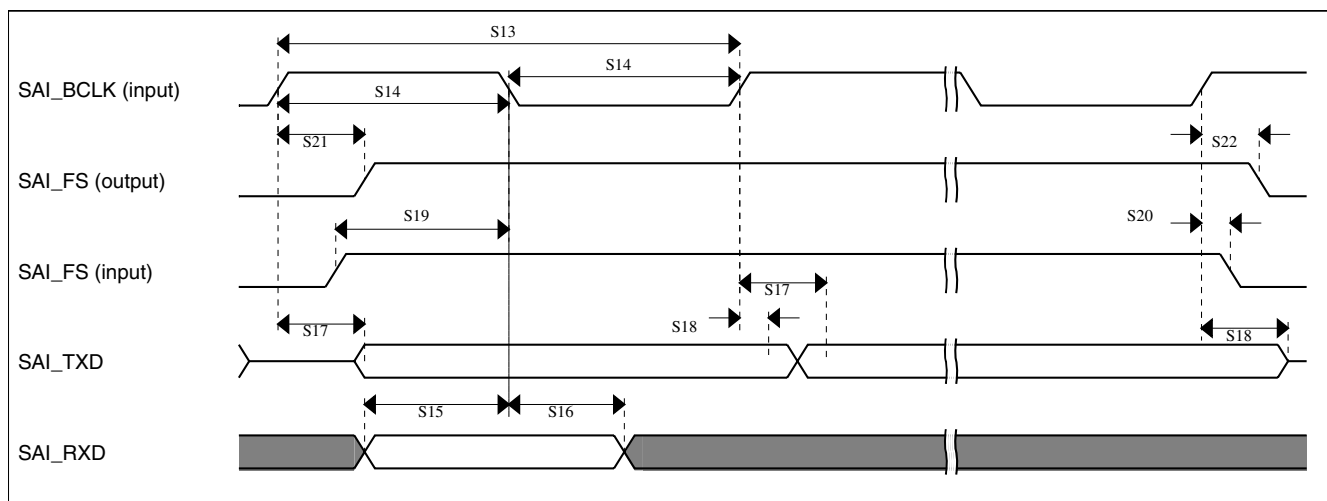 S13
SAI_BCLK (input)
S14
S14
S21
S22
SAI_FS (output)
S19
S20
SAI_FS (input)
S17
S17
S18
S18
SAI_TXD
S15
S16
SAI_RXD